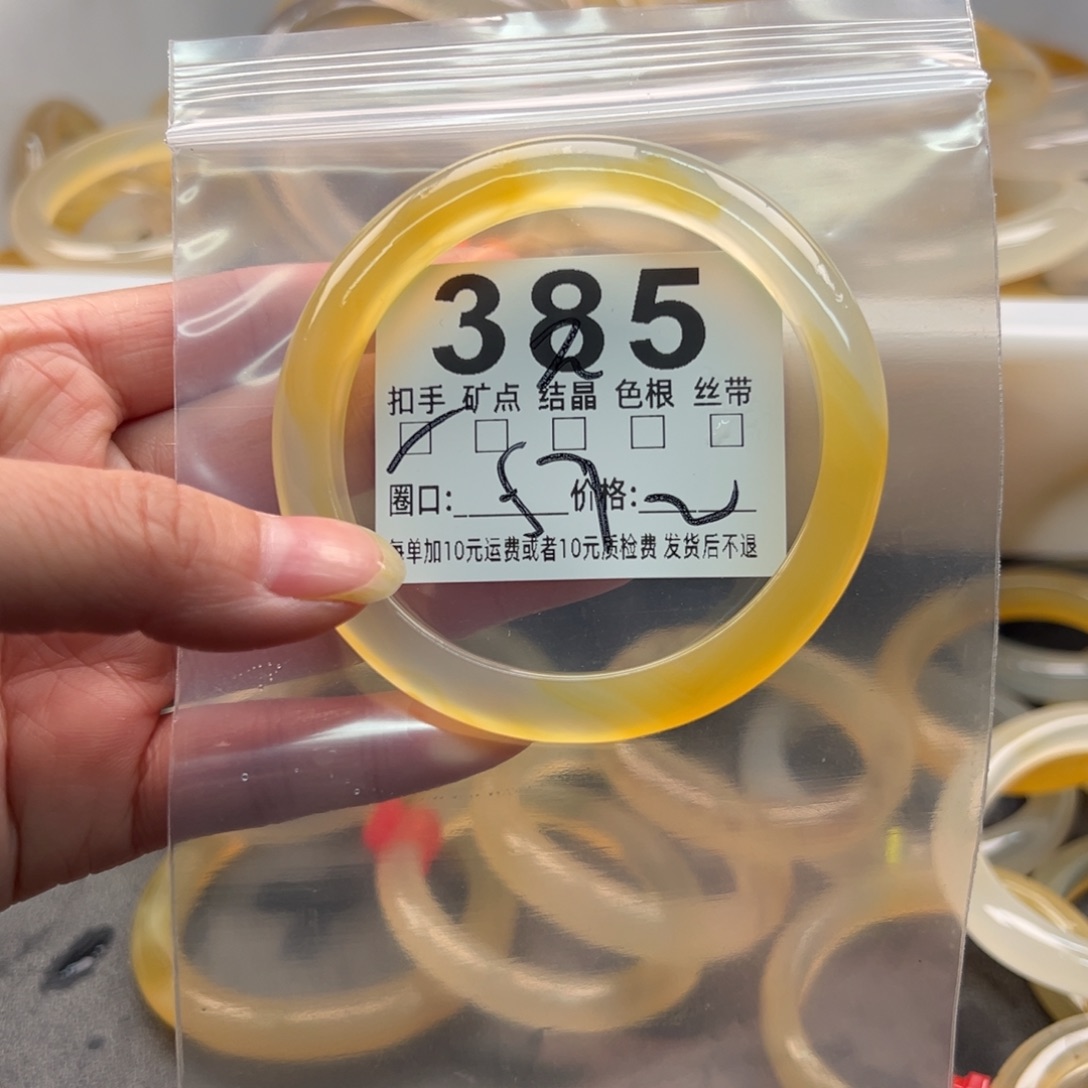 385
扣手 矿点 结晶 色根 丝带
圈口: 57 价格:
每单加10元运费或者10元质检费 发货后不退